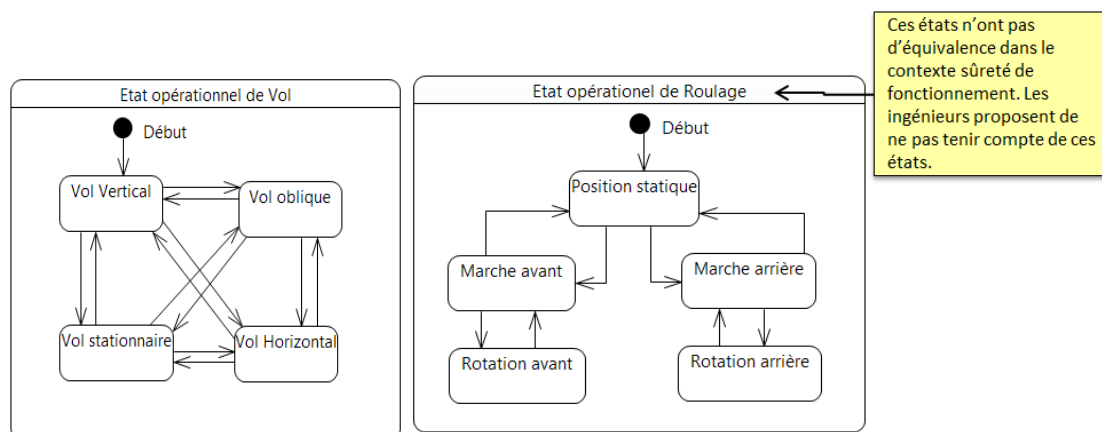 Ces états n'ont pas
d'équivalence dans le
contexte sûreté de
fonctionnement. Les
ingénieurs proposent de
ne pas tenir compte de ces
états.
Etat opérationnel de Vol
Début
Vol Vertical
Vol oblique
Vol stationnaire
Vol Horizontal
Etat opérationel de Roulage
Début
Position statique
Marche avant
Marche arrière
Rotation avant
Rotation arrière